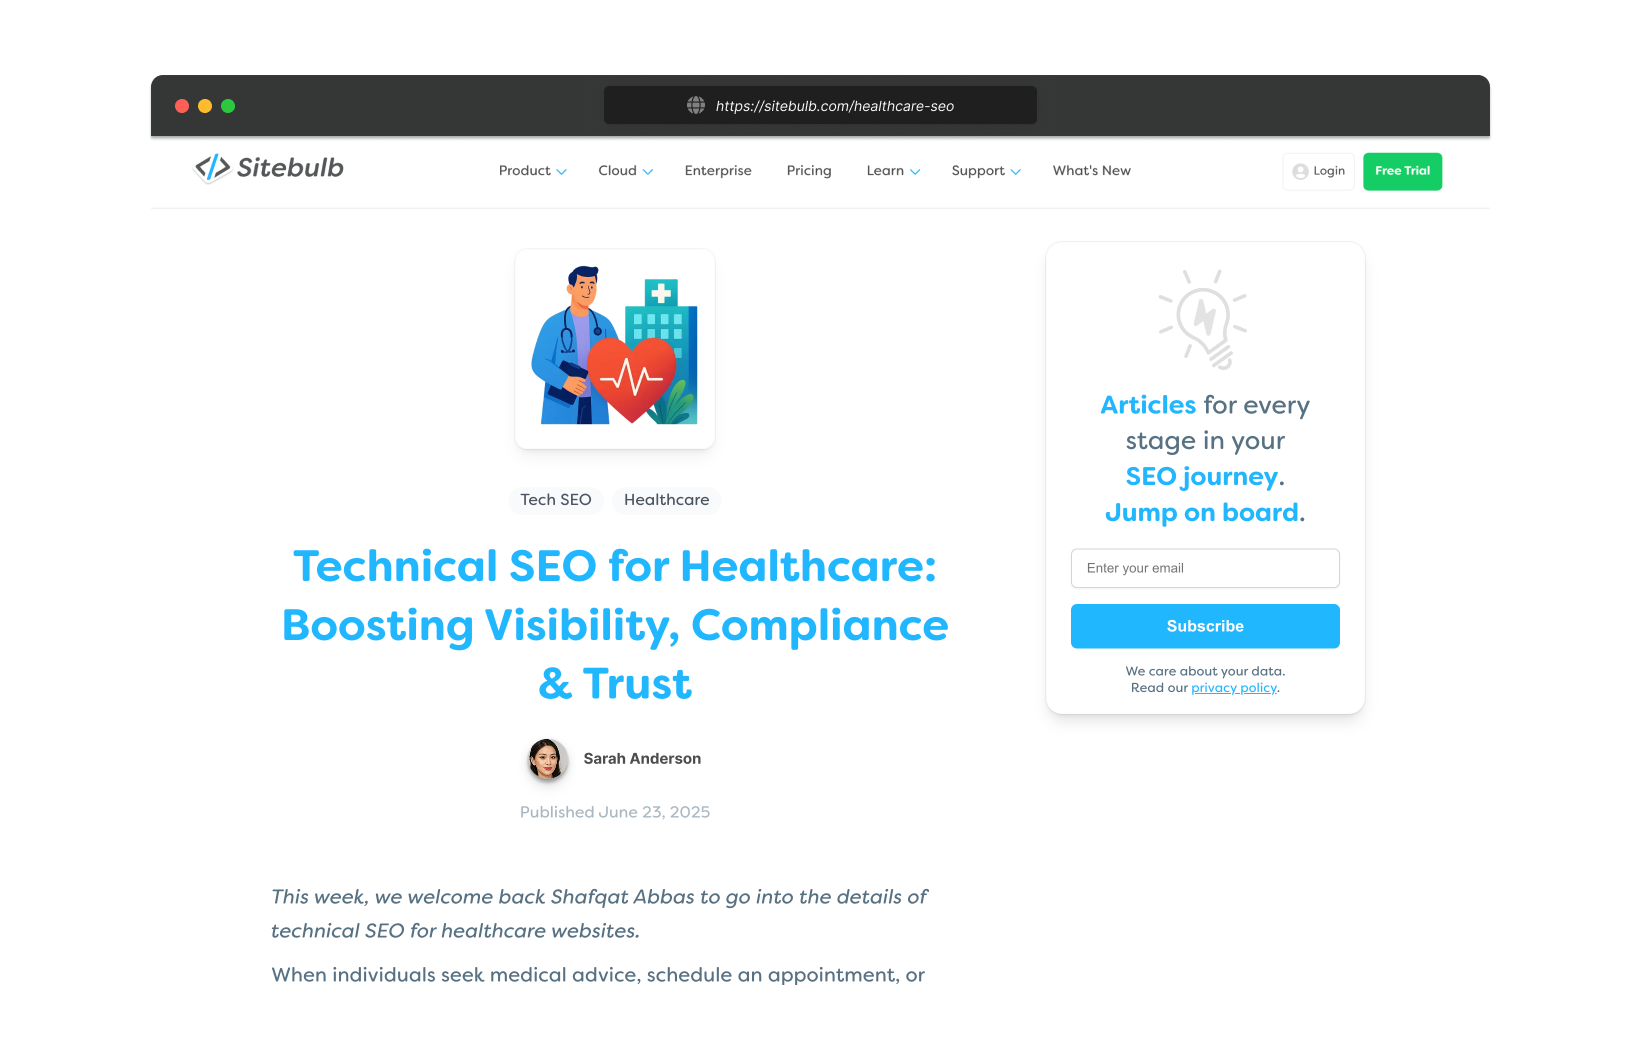 https://sitebulb.com/healthcare-seo
Sitebulb
Product Cloud Enterprise Pricing Learn Support What's New Login Free Trial
Tech SEO Healthcare
Technical SEO for Healthcare:
Boosting Visibility, Compliance
& Trust
Sarah Anderson
Published June 23, 2025
This week, we welcome back Shafqat Abbas to go into the details of
technical SEO for healthcare websites.
When individuals seek medical advice, schedule an appointment, or
Articles for every
stage in your
SEO journey.
Jump on board.
Enter your email
Subscribe
We care about your data.
Read our privacy policy.